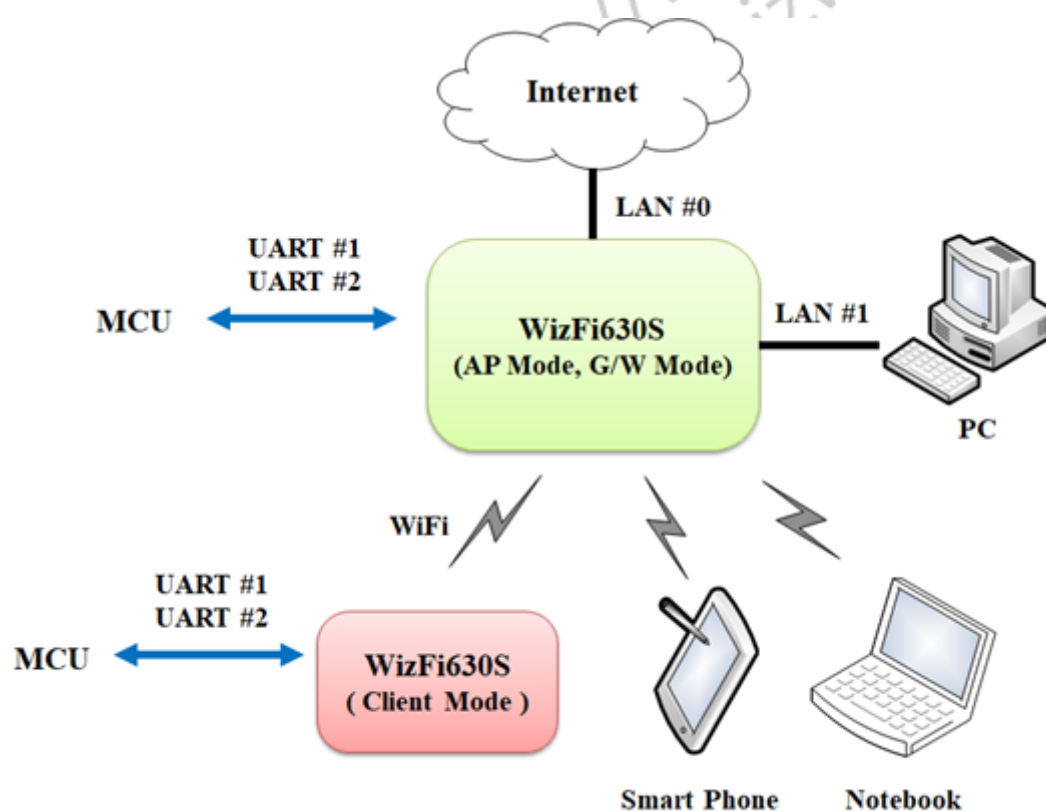 Internet
LAN #0
UART #1
UART #2
MCU
WizFi630S
(AP Mode, G/W Mode)
LAN #1
PC
WiFi
UART #1
UART #2
MCU
WizFi630S
( Client Mode )
Smart Phone
Notebook